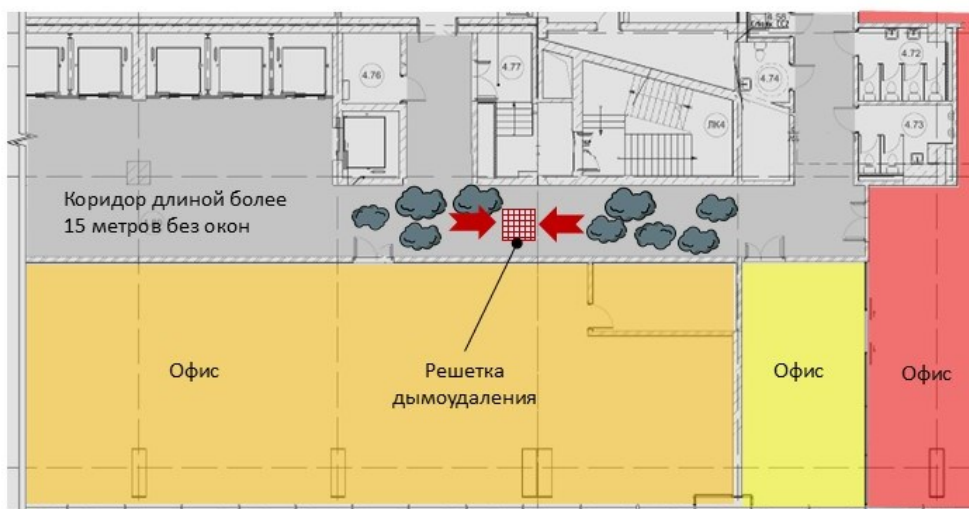 4.72
4.76
4.77
4.74
ЛК4
4.73
Коридор длиной более
15 метров без окон
Офис
Решетка
дымоудаления
Офис
Офис